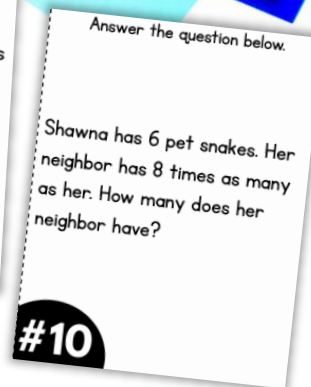 s
Answer the question below.
Shawna has 6 pet snakes. Her
neighbor has 8 times as many
as her. How many does her
neighbor have?
#10